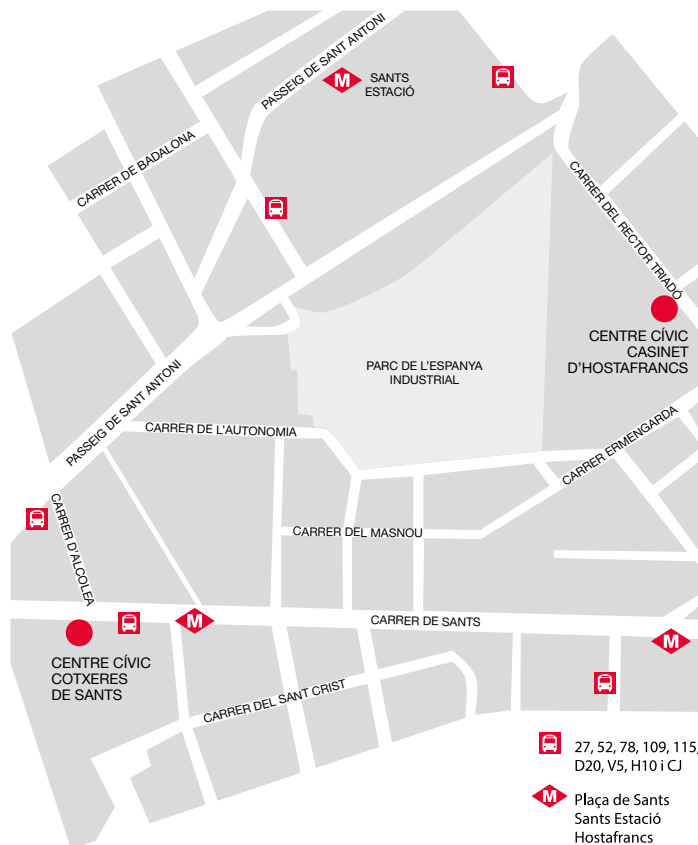 PASSEIG DE SANT ANTONI
M
SANTS
ESTACIÓ
CARRER DE BADALONA
CARRER DEL RECTOR TRIADÓ
CENTRE CÍVIC
CASINET
D'HOSTAFRANCS
PARC DE L'ESPANYA
INDUSTRIAL
PASSEIG DE SANT ANTONI
CARRER DE L'AUTONOMIA
CARRER ERMENGARDA
CARRER D'ALCOLEA
CARRER DEL MASNOU
M
CARRER DE SANTS
M
CENTRE CÍVIC
COTXERES
DE SANTS
CARRER DEL SANT CRIST
27, 52, 78, 109, 115,
D20, V5, H10 i CJ
M
Plaça de Sants
Sants Estació
Hostafrancs